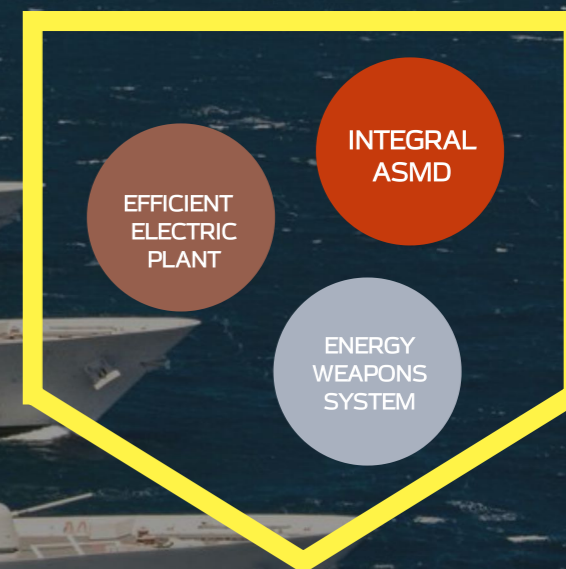 INTEGRAL
ASMD
EFFICIENT
ELECTRIC
PLANT
ENERGY
WEAPONS
SYSTEM